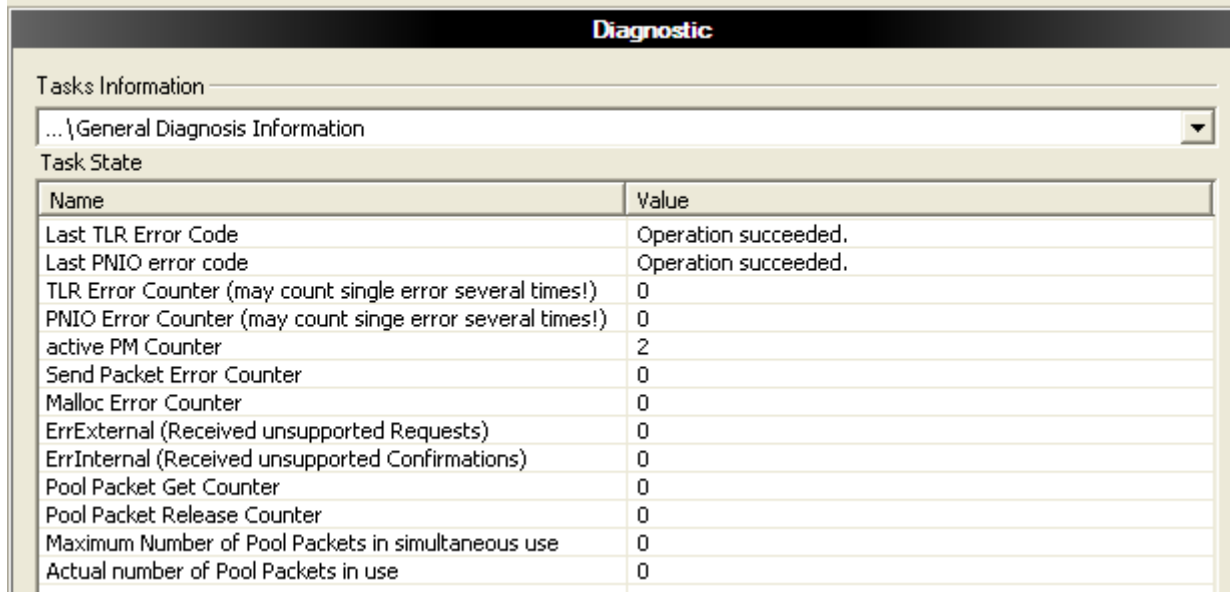 Diagnostic
Tasks Information
...\General Diagnosis Information
Task State
Name Value
Last TLR Error Code Operation succeeded.
Last PNIO error code Operation succeeded.
TLR Error Counter (may count single error several times!) 0
PNIO Error Counter (may count singe error several times!) 0
active PM Counter 2
Send Packet Error Counter 0
Malloc Error Counter 0
ErrExternal (Received unsupported Requests) 0
ErrInternal (Received unsupported Confirmations) 0
Pool Packet Get Counter 0
Pool Packet Release Counter 0
Maximum Number of Pool Packets in simultaneous use 0
Actual number of Pool Packets in use 0